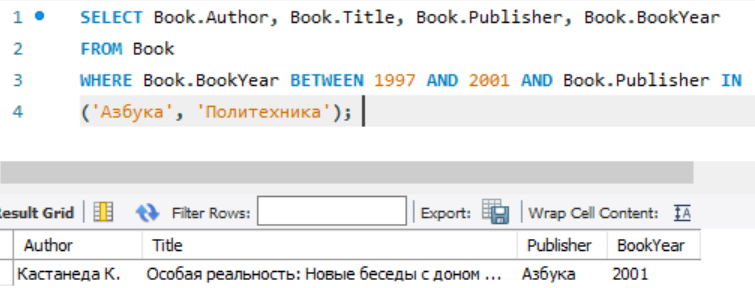 1 SELECT Book.Author, Book.Title, Book.Publisher, Book.BookYear
2 FROM Book
3 WHERE Book.BookYear BETWEEN 1997 AND 2001 AND Book.Publisher IN
4 ('Азбука', 'Политехника');
Result Grid Filter Rows: Export: Wrap Cell Content:
Author Title Publisher BookYear
Кастанеда К. Особая реальность: Новые беседы с доном ... Азбука 2001